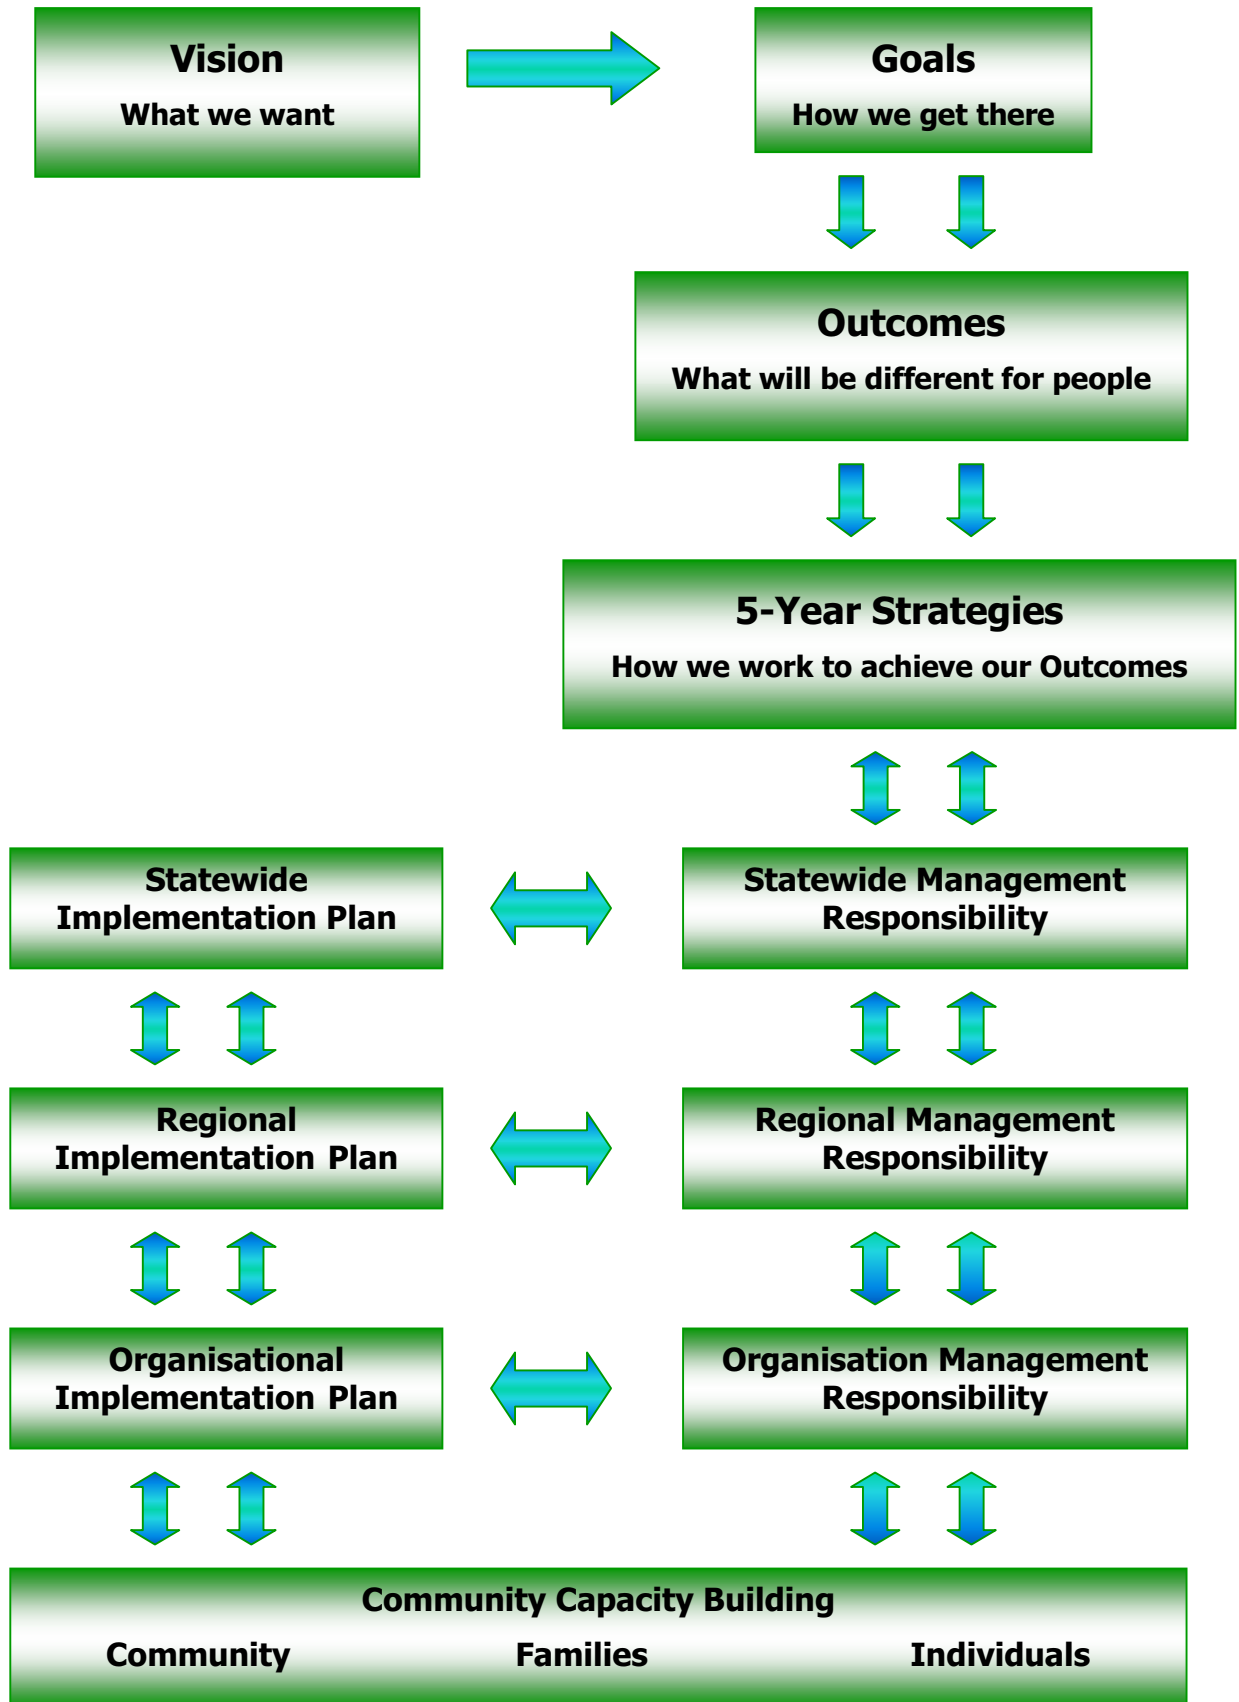 Vision
What we want
Goals
How we get there
Outcomes
What will be different for people
5-Year Strategies
How we work to achieve our Outcomes
Statewide
Implementation Plan
Statewide Management
Responsibility
Regional
Implementation Plan
Regional Management
Responsibility
Organisational
Implementation Plan
Organisation Management
Responsibility
Community Capacity Building
Community Families Individuals